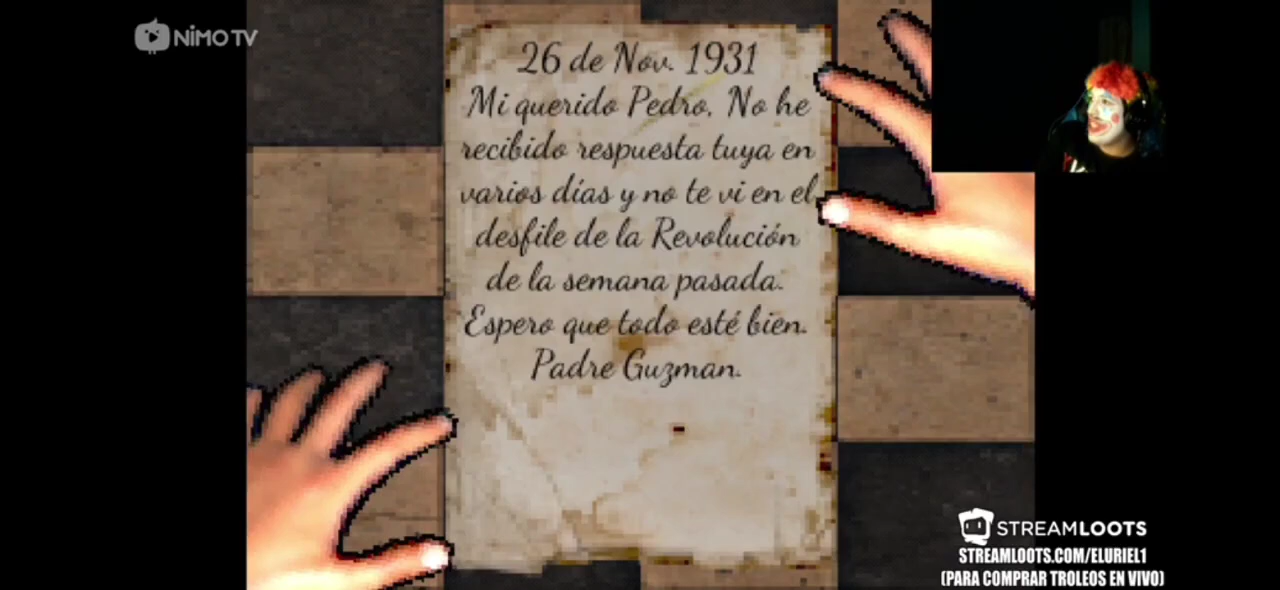 NIMO TV
26 de Nov. 1931
Mi querido Pedro, No he
recibido respuesta tuya en
varios días y no te vi en el
desfile de la Revolución
de la semana pasada.
Espero que todo esté bien.
Padre Guzman.
STREAMLOOTS
STREAMLOOTS.COM/ELURIEL1
(PARA COMPRAR TROLEOS EN VIVO)